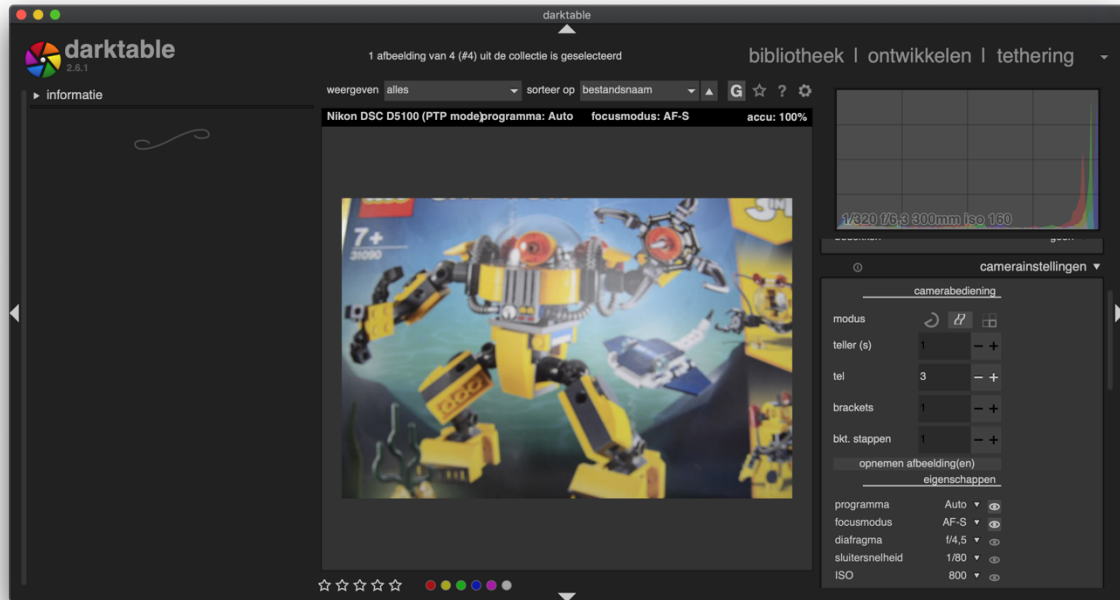 darktable
darktable
2.6.1
1 afbeelding van 4 (#4) uit de collectie is geselecteerd
bibliotheek | ontwikkelen | tethering
informatie
weergeven alles sorteer op bestandsnaam G ?
Nikon DSC D5100 (PTP mode) programma: Auto focusmodus: AF-S accu: 100%
7+
31090
3 IN
1/320 f/6.3 300mm iso 160
camerainstellingen
camerabediening
modus
teller (s) 1
tel 3
brackets 1
bkt. stappen 1
opnemen afbeelding(en)
eigenschappen
programma Auto
focusmodus AF-S
diafragma f/4,5
sluitersnelheid 1/80
ISO 800